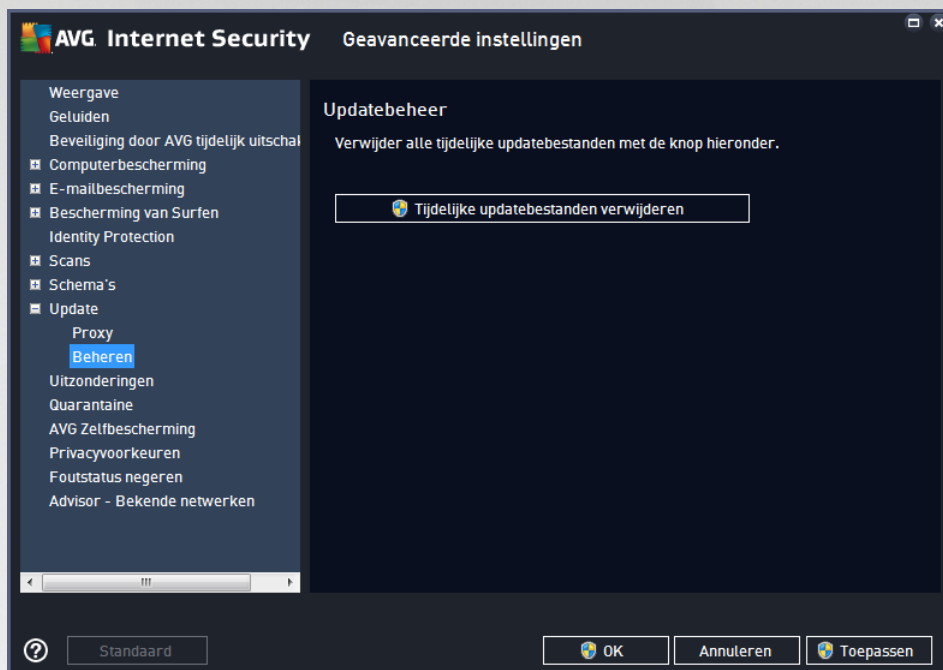 AVG Internet Security Geavanceerde instellingen
Weergave
Geluiden
Beveiliging door AVG tijdelijk uitschak
Computerbescherming
E-mailbescherming
Bescherming van Surfen
Identity Protection
Scans
Schema's
Update
Proxy
Beheren
Uitzonderingen
Quarantaine
AVG Zelfbescherming
Privacyvoorkeuren
Foutstatus negeren
Advisor - Bekende netwerken
Updatebeheer
Verwijder alle tijdelijke updatebestanden met de knop hieronder.
Tijdelijke updatebestanden verwijderen
Standaard
OK
Annuleren
Toepassen